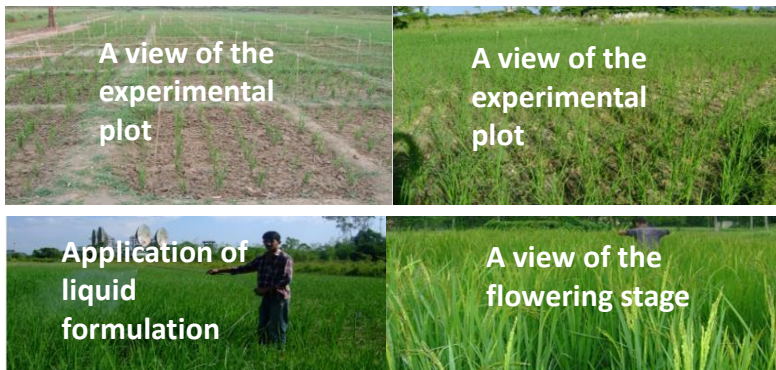 A view of the
experimental
plot
A view of the
experimental
plot
Application of
liquid
formulation
A view of the
flowering stage